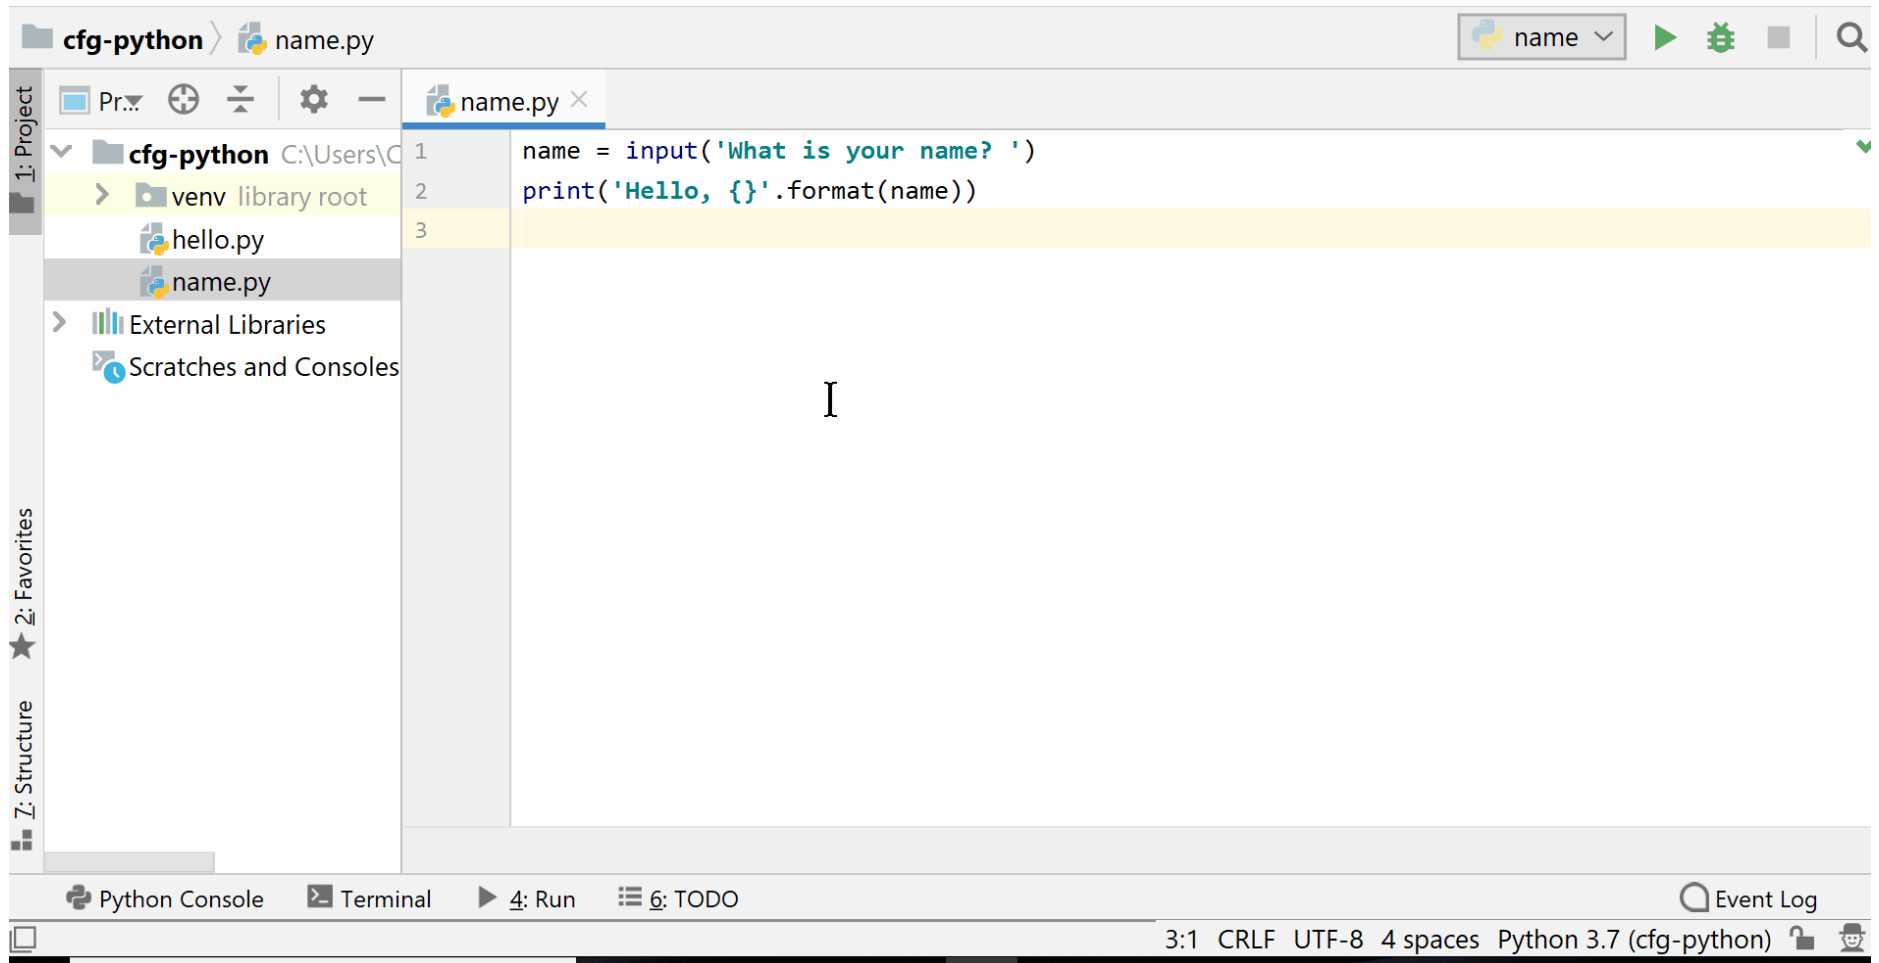 cfg-python name.py
name
1: Project
Pr...
name.py
cfg-python C:\Users\C
venv library root
hello.py
name.py
External Libraries
Scratches and Consoles
1 name = input('What is your name? ')
2 print('Hello, {}'.format(name))
3
2: Favorites
7: Structure
Python Console Terminal 4: Run 6: TODO Event Log
3:1 CRLF UTF-8 4 spaces Python 3.7 (cfg-python)